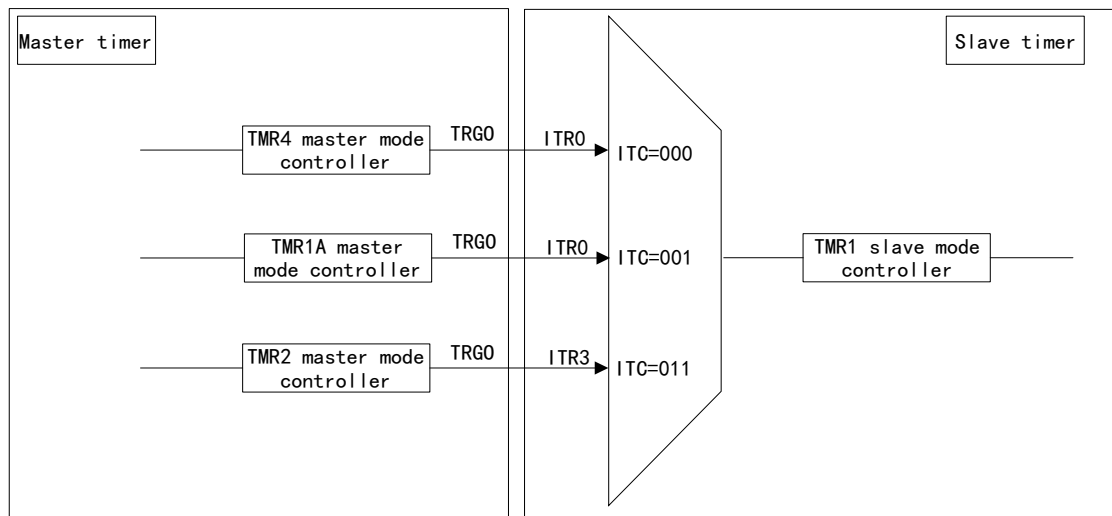 Master timer
Slave timer
TMR4 master mode
controller
TRGO
ITR0
ITC=000
TMR1A master
mode controller
TRGO
ITR0
ITC=001
TMR1 slave mode
controller
TMR2 master mode
controller
TRGO
ITR3
ITC=011